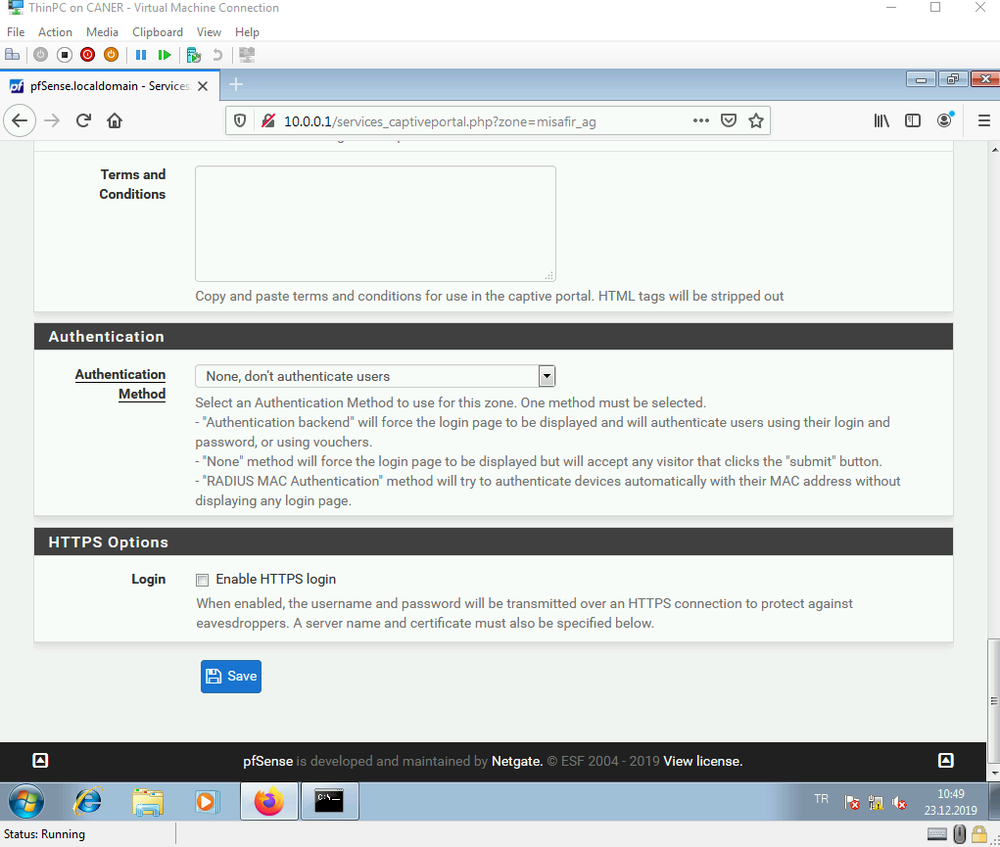 ThinPC on CANER - Virtual Machine Connection
File Action Media Clipboard View Help
pfSense.localdomain - Services:
10.0.0.1/services_captiveportal.php?zone=misafir_ag
Terms and
Conditions
Copy and paste terms and conditions for use in the captive portal. HTML tags will be stripped out
Authentication
Authentication
Method
None, don't authenticate users
Select an Authentication Method to use for this zone. One method must be selected.
- "Authentication backend" will force the login page to be displayed and will authenticate users using their login and
password, or using vouchers.
- "None" method will force the login page to be displayed but will accept any visitor that clicks the "submit" button.
- "RADIUS MAC Authentication" method will try to authenticate devices automatically with their MAC address without
displaying any login page.
HTTPS Options
Login
Enable HTTPS login
When enabled, the username and password will be transmitted over an HTTPS connection to protect against
eavesdroppers. A server name and certificate must also be specified below.
Save
pfSense is developed and maintained by Netgate. © ESF 2004 - 2019 View license.
TR
10:49
23.12.2019
Status: Running